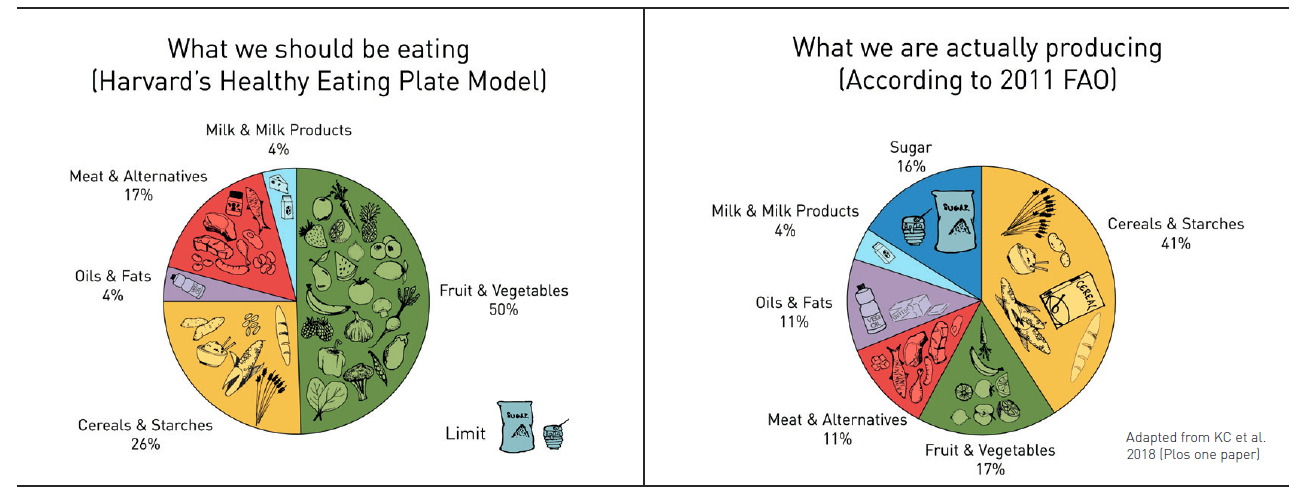 What we should be eating
(Harvard's Healthy Eating Plate Model)
Milk & Milk Products
4%
Meat & Alternatives
17%
Oils & Fats
4%
Fruit & Vegetables
50%
Cereals & Starches
26%
Limit
SUGAR
What we are actually producing
(According to 2011 FAO)
Sugar
16%
SUGAR
Milk & Milk Products
4%
Cereals & Starches
41%
CEREAL
Oils & Fats
11%
Meat & Alternatives
11%
Fruit & Vegetables
17%
Adapted from KC et al.
2018 (Plos one paper)